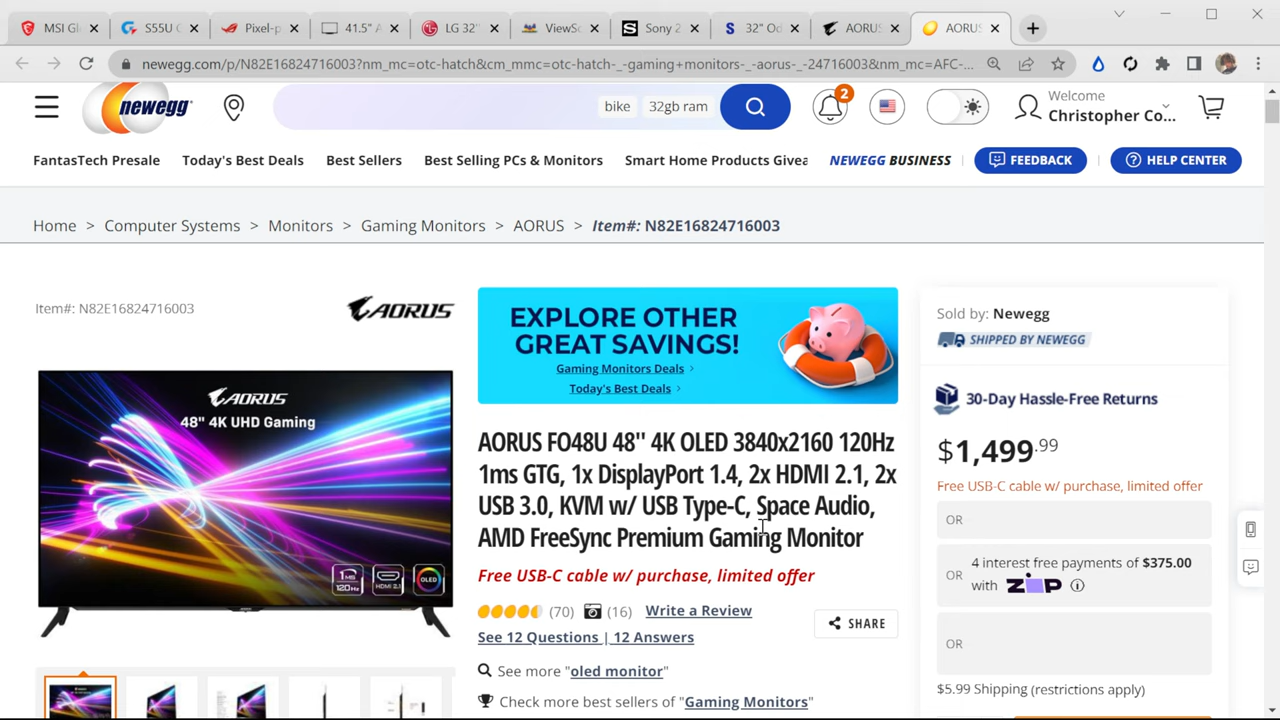 MSI Gl
S55U C
Pixel-p
41.5" A
LG 32"
ViewSc
Sony 2
32" Od
AORUS
AORUS
newegg.com/p/N82E16824716003?nm_mc=otc-hatch&cm_mmc=otc-hatch-_-gaming+monitors-_-aorus-_-24716003&nm_mc=AFC-...
newegg
bike
32gb ram
2
Welcome
Christopher Co...
FantasTech Presale
Today's Best Deals
Best Sellers
Best Selling PCs & Monitors
Smart Home Products Givea
NEWEGG BUSINESS
FEEDBACK
HELP CENTER
Home > Computer Systems > Monitors > Gaming Monitors > AORUS > Item#: N82E16824716003
Item#: N82E16824716003
AORUS
AORUS
48" 4K UHD Gaming
1MS
120Hz
HDMI 2.1
OLED
EXPLORE OTHER
GREAT SAVINGS!
Gaming Monitors Deals >
Today's Best Deals >
AORUS FO48U 48" 4K OLED 3840x2160 120Hz
1ms GTG, 1x DisplayPort 1.4, 2x HDMI 2.1, 2x
USB 3.0, KVM w/ USB Type-C, Space Audio,
AMD FreeSync Premium Gaming Monitor
Free USB-C cable w/ purchase, limited offer
(70)
(16)
Write a Review
See 12 Questions | 12 Answers
SHARE
See more "oled monitor"
Check more best sellers of "Gaming Monitors"
Sold by: Newegg
SHIPPED BY NEWEGG
30-Day Hassle-Free Returns
$1,499.99
Free USB-C cable w/ purchase, limited offer
OR
OR
4 interest free payments of $375.00
with ZIP
OR
$5.99 Shipping (restrictions apply)